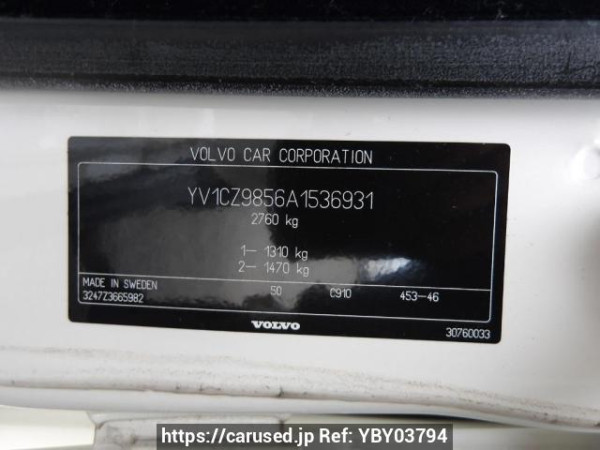 VOLVO CAR CORPORATION
YV1CZ9856A1536931
2760 kg
1– 1310 kg
2– 1470 kg
MADE IN SWEDEN 50 C910 453-46
3247Z3665982
VOLVO 30760033
https://carused.jp Ref: YBY03794